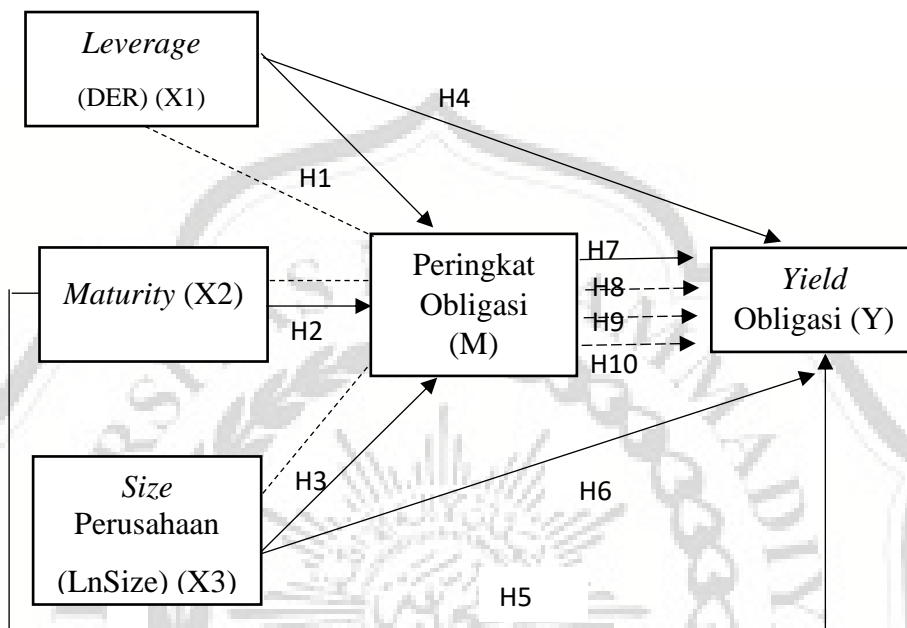 Leverage
(DER) (X1)
H4
H1
Maturity (X2)
H2
Peringkat
Obligasi
(M)
H7
H8
H9
H10
Yield
Obligasi (Y)
Size
Perusahaan
(LnSize) (X3)
H3
H6
H5